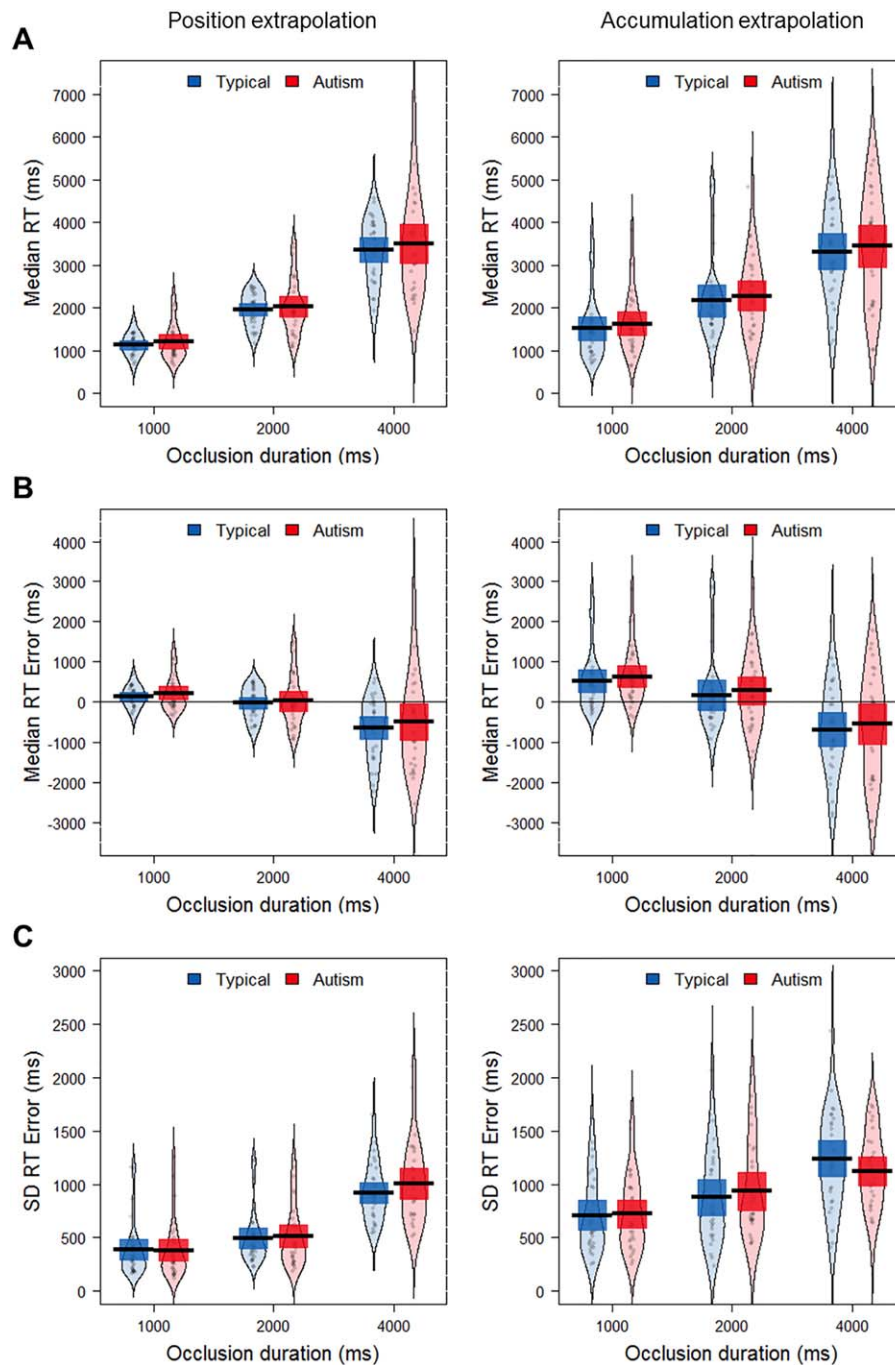 Position extrapolation
Accumulation extrapolation
A
Typical
Autism
Median RT (ms)
7000
6000
5000
4000
3000
2000
1000
0
1000
2000
4000
Occlusion duration (ms)
Typical
Autism
Median RT (ms)
7000
6000
5000
4000
3000
2000
1000
0
1000
2000
4000
Occlusion duration (ms)
B
Typical
Autism
Median RT Error (ms)
4000
3000
2000
1000
0
-1000
-2000
-3000
1000
2000
4000
Occlusion duration (ms)
Typical
Autism
Median RT Error (ms)
4000
3000
2000
1000
0
-1000
-2000
-3000
1000
2000
4000
Occlusion duration (ms)
C
Typical
Autism
SD RT Error (ms)
3000
2500
2000
1500
1000
500
0
1000
2000
4000
Occlusion duration (ms)
Typical
Autism
SD RT Error (ms)
3000
2500
2000
1500
1000
500
0
1000
2000
4000
Occlusion duration (ms)